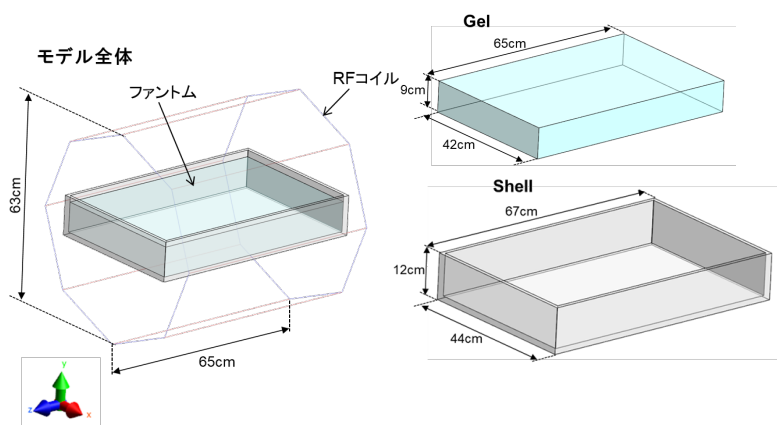 モデル全体
ファントム
RFコイル
63cm
65cm
y
z
x
Gel
65cm
9cm
42cm
Shell
67cm
12cm
44cm